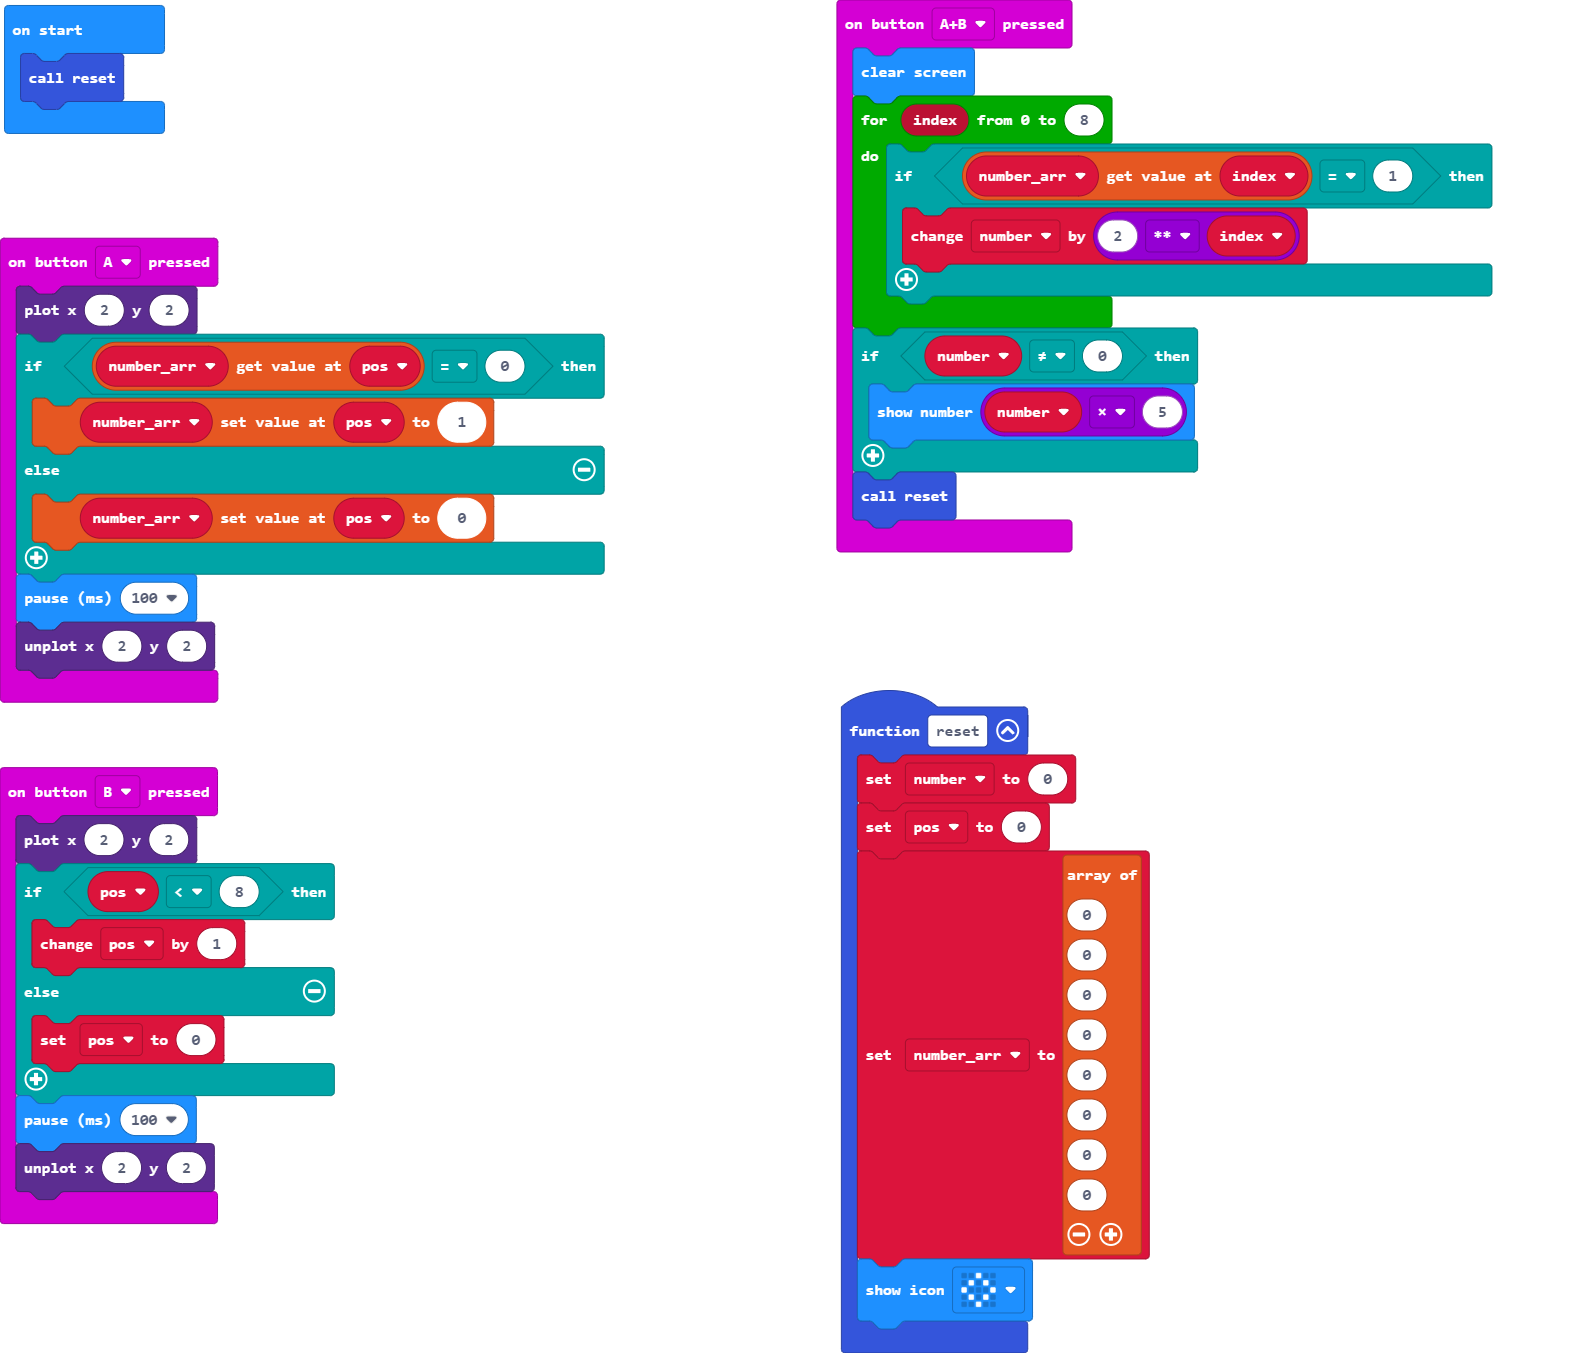 on start
call reset
on button A pressed
plot x 2 y 2
if number_arr get value at pos = 0 then
number_arr set value at pos to 1
else
number_arr set value at pos to 0
pause (ms) 100
unplot x 2 y 2
on button B pressed
plot x 2 y 2
if pos < 8 then
change pos by 1
else
set pos to 0
pause (ms) 100
unplot x 2 y 2
on button A+B pressed
clear screen
for index from 0 to 8
do
if number_arr get value at index = 1 then
change number by 2 ** index
if number ≠ 0 then
show number number × 5
call reset
function reset
set number to 0
set pos to 0
set number_arr to
array of
0
0
0
0
0
0
0
0
show icon